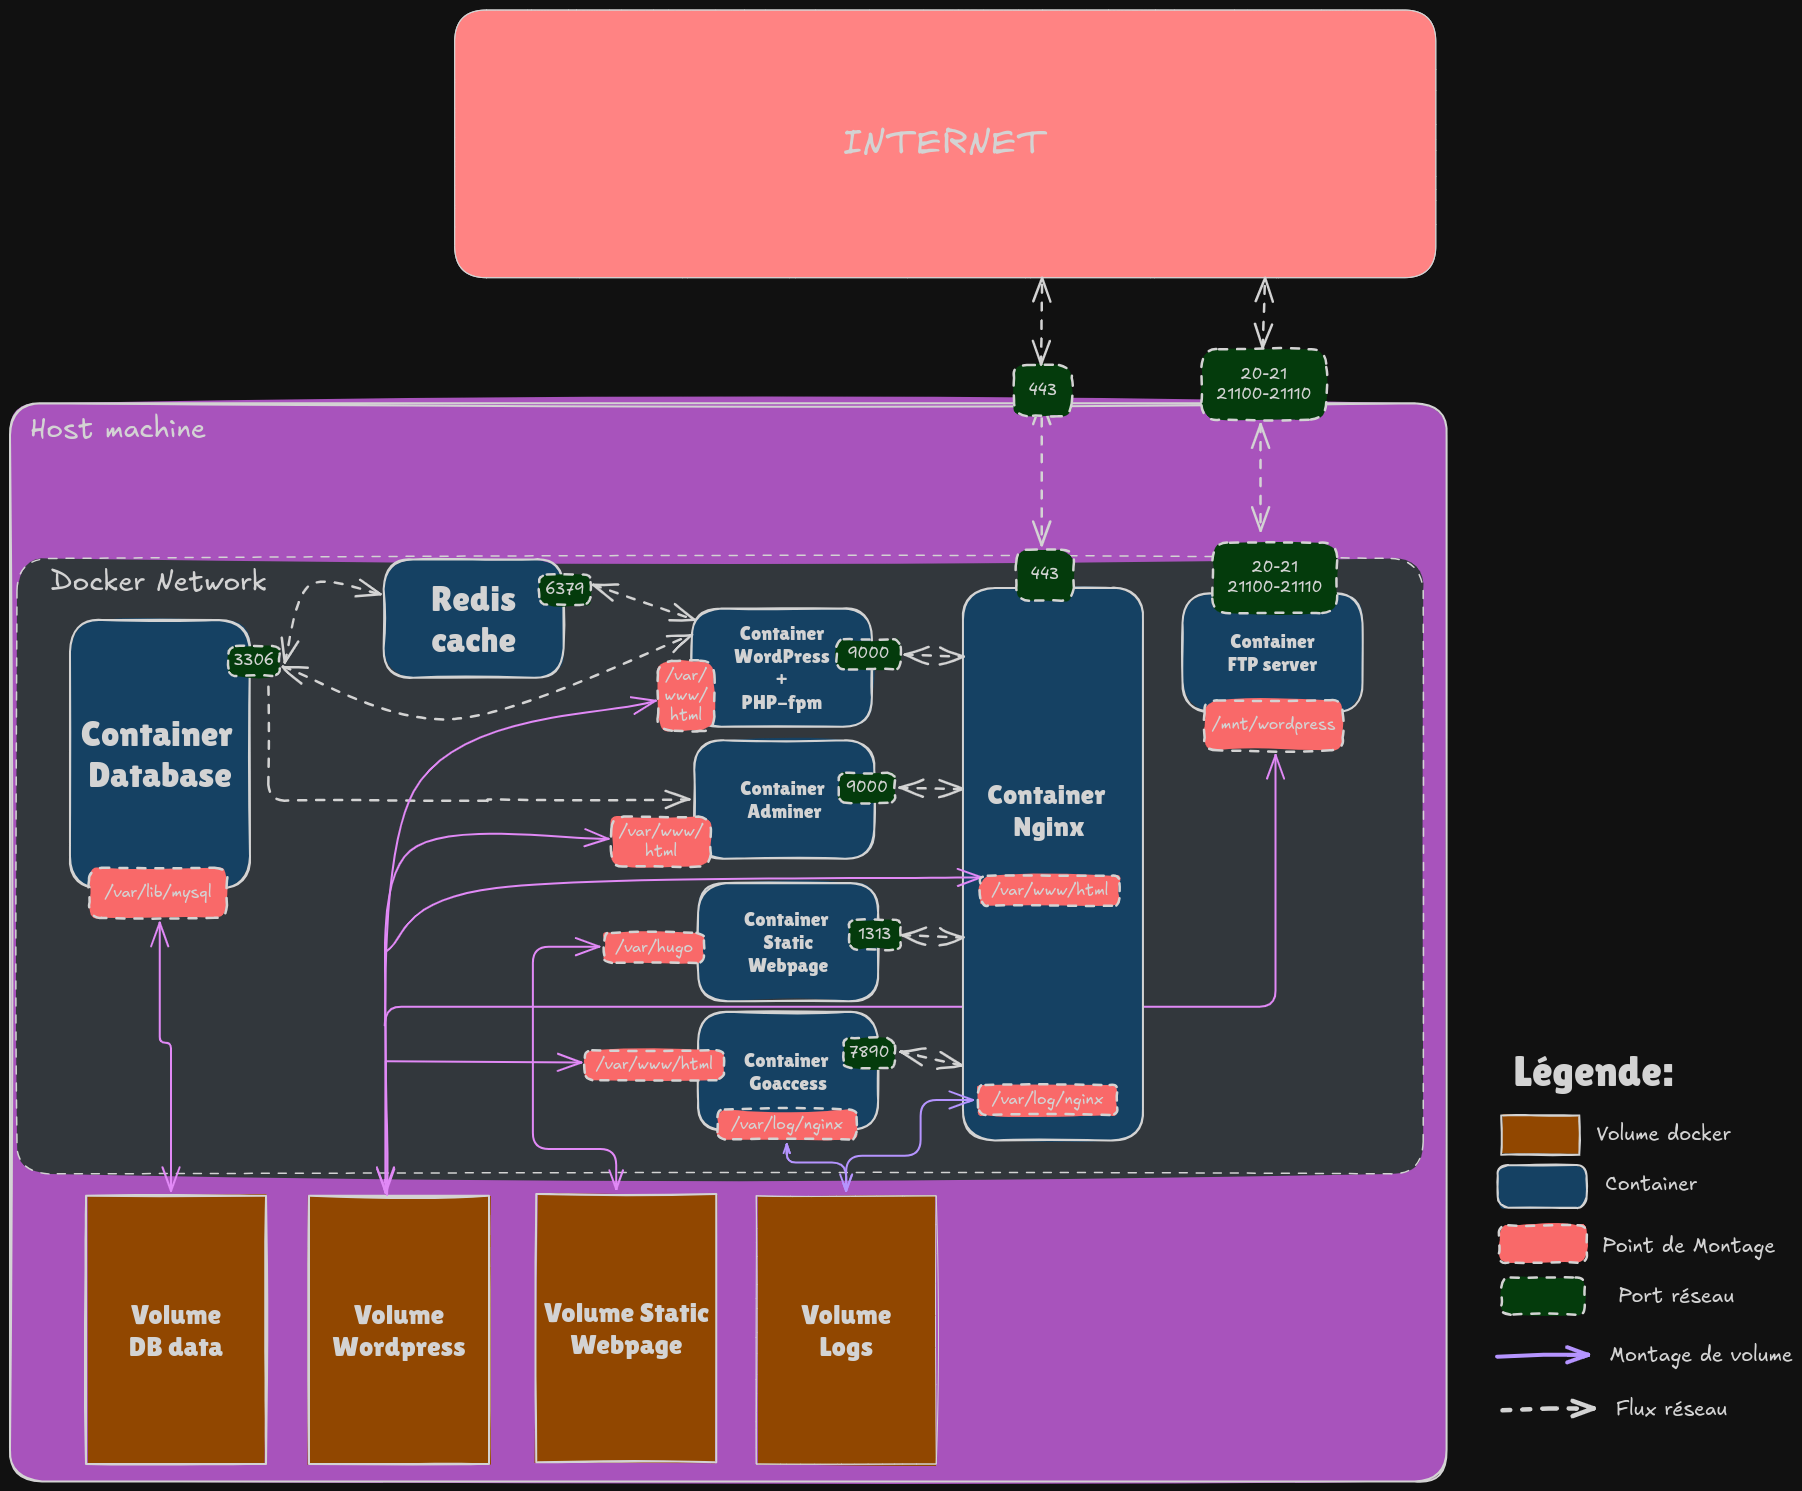 INTERNET
443
20-21
21100-21110
Host machine
Docker Network
443
20-21
21100-21110
Redis
cache
6379
3306
Container
Database
/var/lib/mysql
Container
WordPress
+
PHP-fpm
9000
/var/
www/
html
Container
Adminer
9000
/var/www/
html
Container
Static
Webpage
1313
/var/hugo
Container
Goaccess
7890
/var/www/html
/var/log/nginx
Container
Nginx
/var/www/html
/var/log/nginx
Container
FTP server
/mnt/wordpress
Volume
DB data
Volume
Wordpress
Volume Static
Webpage
Volume
Logs
Légende:
Volume docker
Container
Point de Montage
Port réseau
Montage de volume
Flux réseau